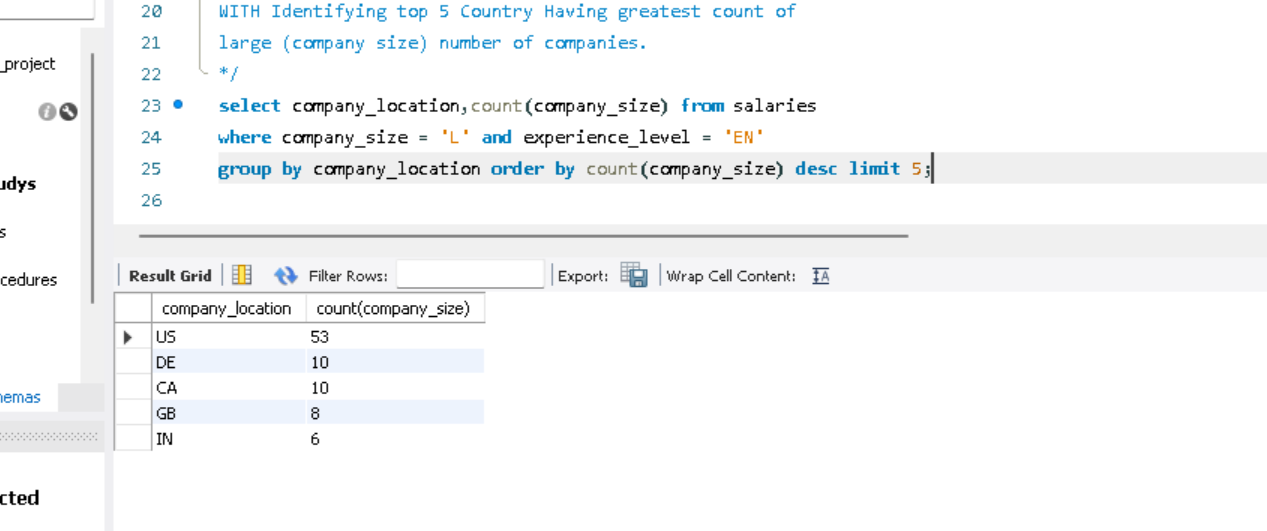 20 WITH Identifying top 5 Country Having greatest count of
21 large (company size) number of companies.
22 */
23 select company_location,count(company_size) from salaries
24 where company_size = 'L' and experience_level = 'EN'
25 group by company_location order by count(company_size) desc limit 5;
26
_project
udys
s
cedures
hemas
cted
Result Grid Filter Rows: Export: Wrap Cell Content:
company_location count(company_size)
US 53
DE 10
CA 10
GB 8
IN 6